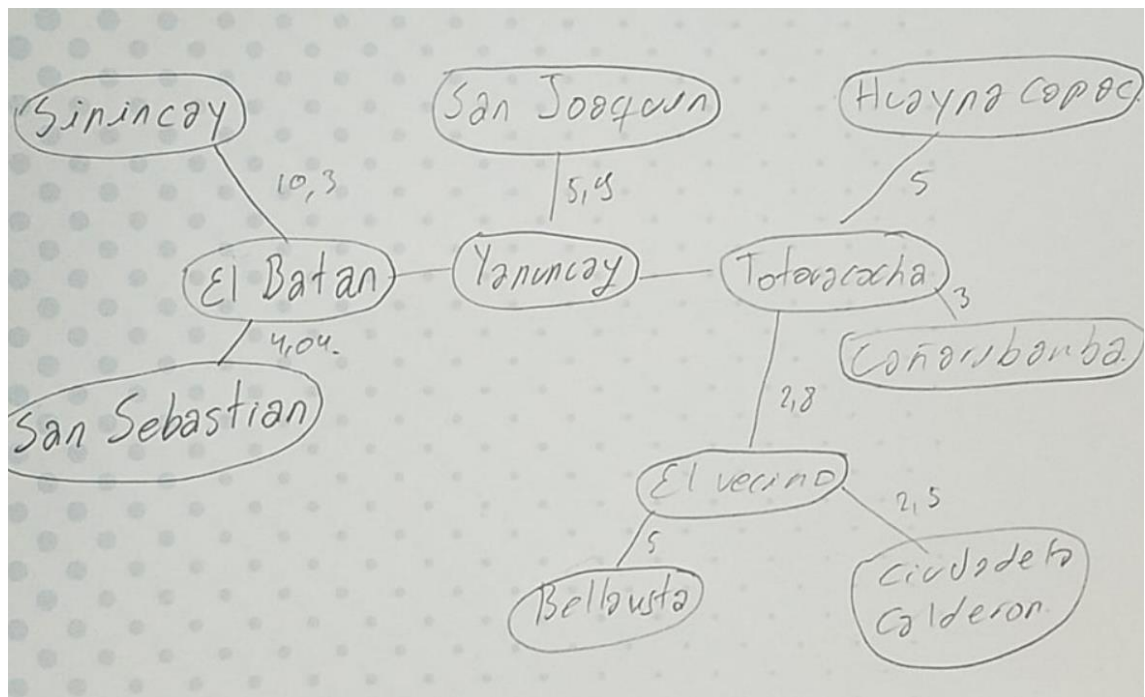 Sinincay
San Joaquin
Huayna Capac
10,3
5,4
5
El Batan
Yanuncay
Totoracocha
3
4,04.
Cañaribamba
San Sebastian
2,8
El vecino
2,5
5
Bellavista
Ciudadela
Calderon.